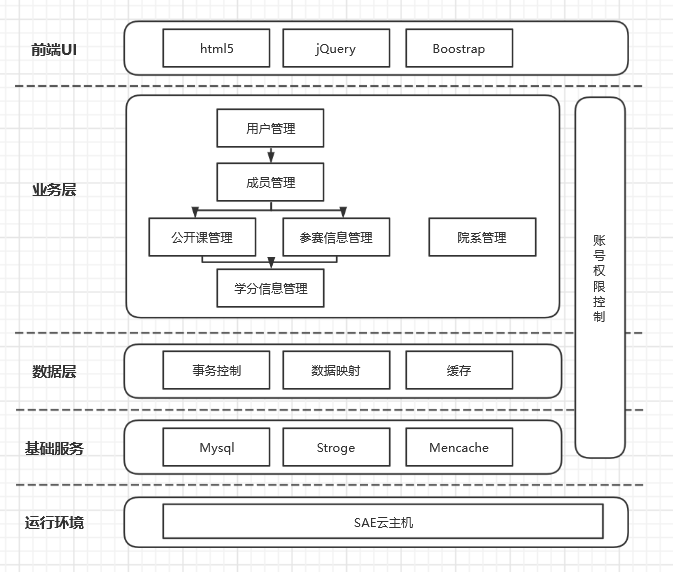 前端UI
html5
jQuery
Boostrap
业务层
用户管理
成员管理
公开课管理
参赛信息管理
院系管理
学分信息管理
账号权限控制
数据层
事务控制
数据映射
缓存
基础服务
Mysql
Stroge
Mencache
运行环境
SAE云主机